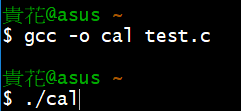 貴花@asus ~
$ gcc -o cal test.c
貴花@asus ~
$ ./cal